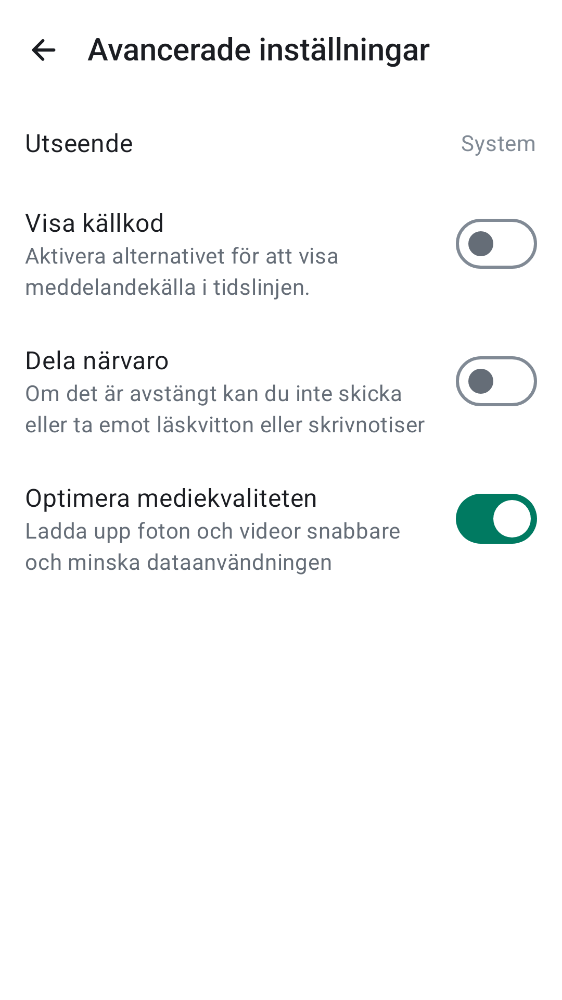 Avancerade inställningar
Utseende
System
Visa källkod
Aktivera alternativet för att visa
meddelandekälla i tidslinjen.
Dela närvaro
Om det är avstängt kan du inte skicka
eller ta emot läskvitton eller skrivnotiser
Optimera mediekvaliteten
Ladda upp foton och videor snabbare
och minska dataanvändningen